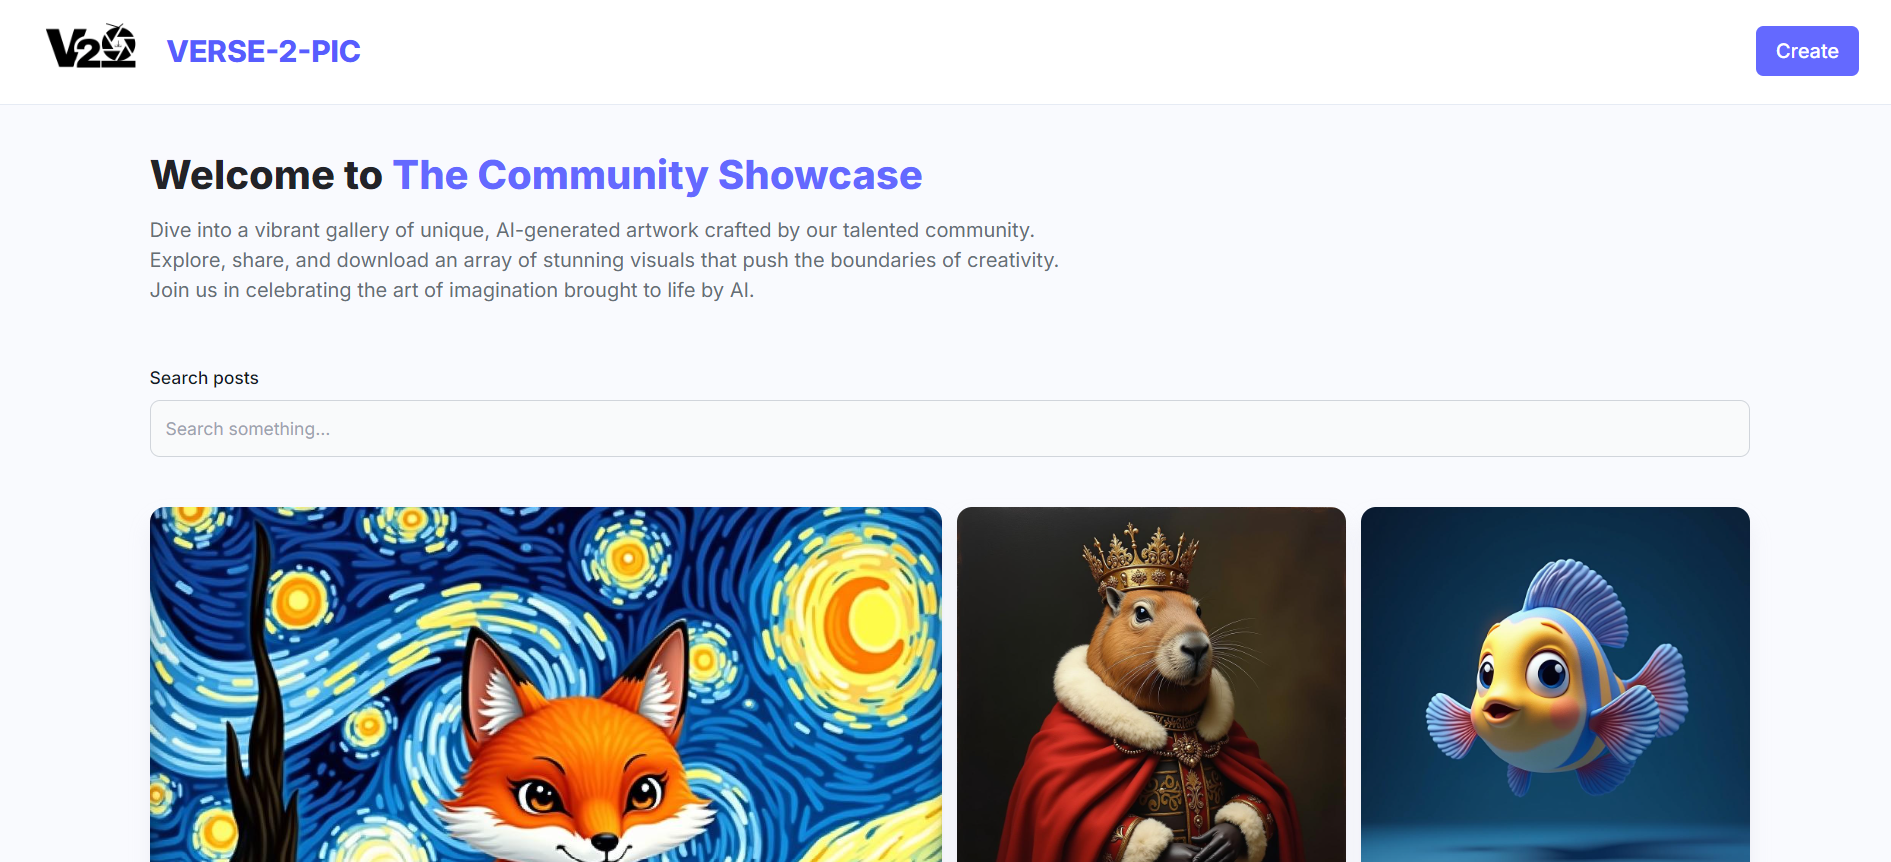 V2
VERSE-2-PIC
Create
Welcome to The Community Showcase
Dive into a vibrant gallery of unique, AI-generated artwork crafted by our talented community.
Explore, share, and download an array of stunning visuals that push the boundaries of creativity.
Join us in celebrating the art of imagination brought to life by AI.
Search posts
Search something...